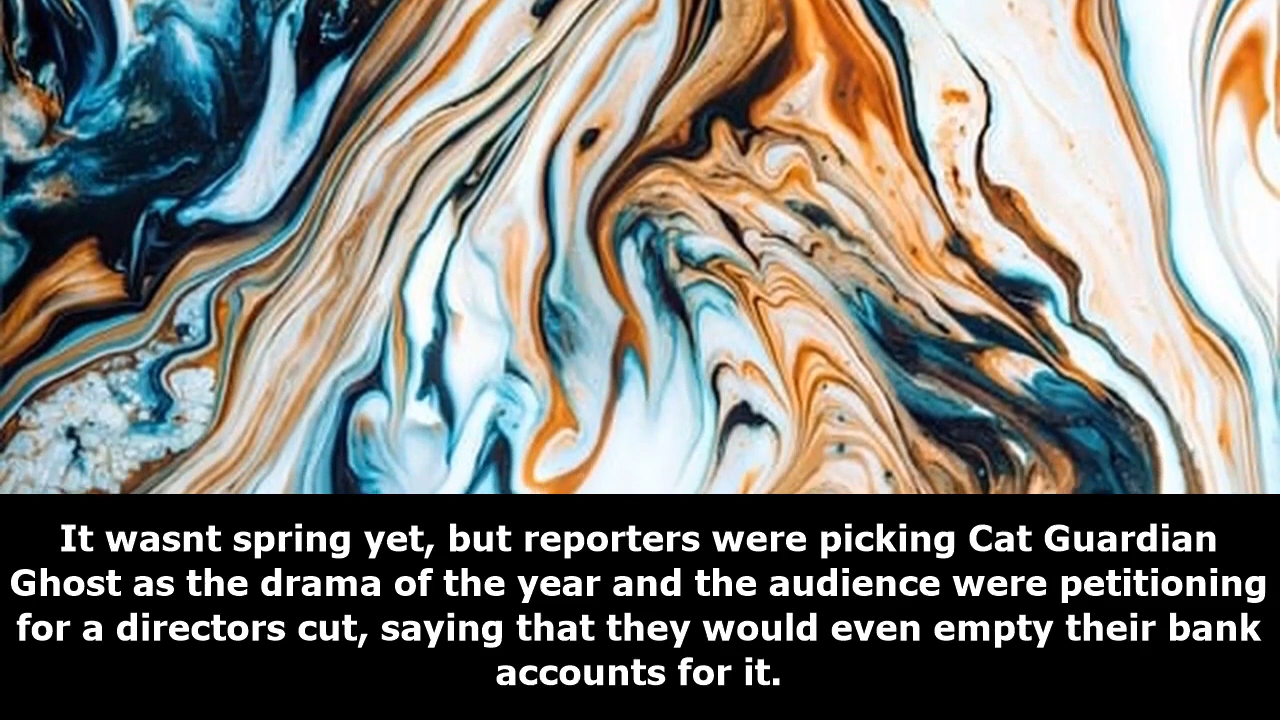 It wasnt spring yet, but reporters were picking Cat Guardian
Ghost as the drama of the year and the audience were petitioning
for a directors cut, saying that they would even empty their bank
accounts for it.